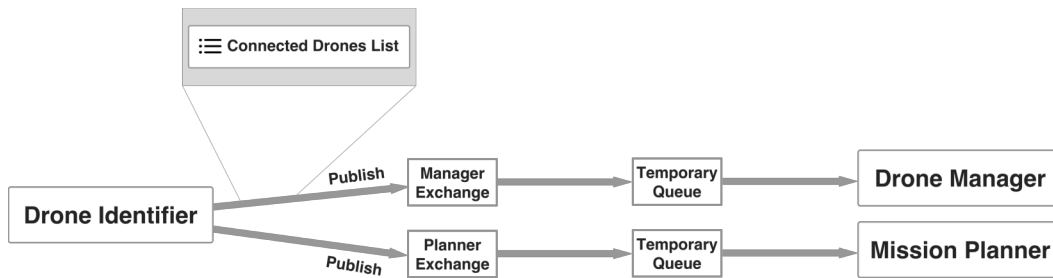 Connected Drones List
Publish
Manager
Exchange
Temporary
Queue
Drone Manager
Drone Identifier
Publish
Planner
Exchange
Temporary
Queue
Mission Planner